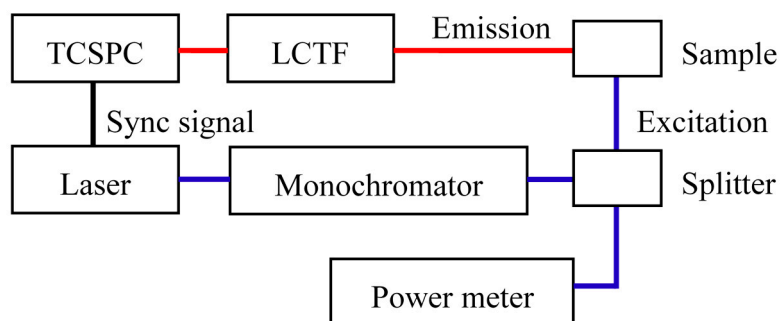 TCSPC
LCTF
Emission
Sample
Sync signal
Excitation
Laser
Monochromator
Splitter
Power meter